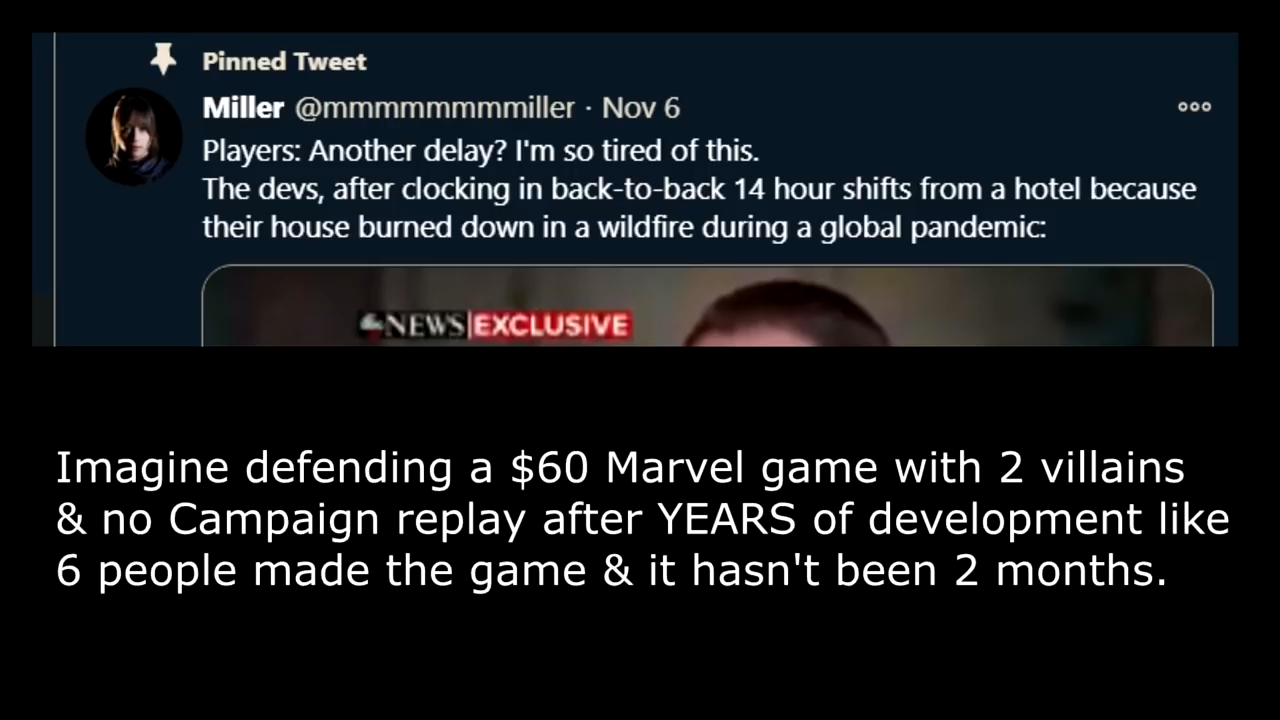 Pinned Tweet
Miller @mmmmmmmmiller · Nov 6
Players: Another delay? I'm so tired of this.
The devs, after clocking in back-to-back 14 hour shifts from a hotel because
their house burned down in a wildfire during a global pandemic:
NEWS EXCLUSIVE
Imagine defending a $60 Marvel game with 2 villains
& no Campaign replay after YEARS of development like
6 people made the game & it hasn't been 2 months.